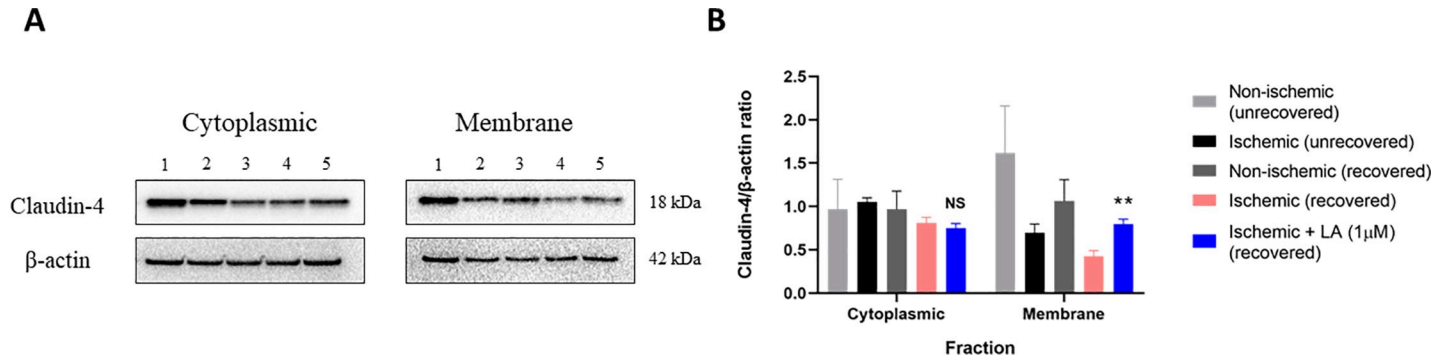 A
Cytoplasmic
1 2 3 4 5
Membrane
1 2 3 4 5
Claudin-4
18 kDa
β-actin
42 kDa
B
Claudin-4/β-actin ratio
2.5
2.0
1.5
1.0
0.5
0.0
NS
**
Cytoplasmic
Membrane
Fraction
Non-ischemic
(unrecovered)
Ischemic (unrecovered)
Non-ischemic (recovered)
Ischemic (recovered)
Ischemic + LA (1μM)
(recovered)